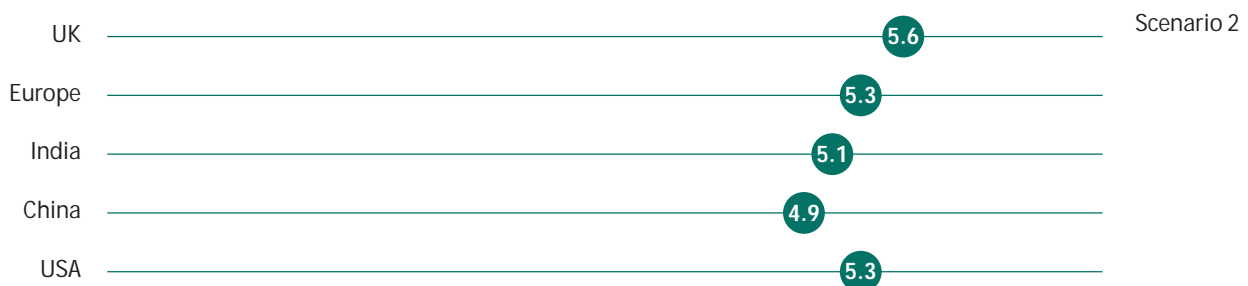 UK 5.6 Scenario 2
Europe 5.3
India 5.1
China 4.9
USA 5.3